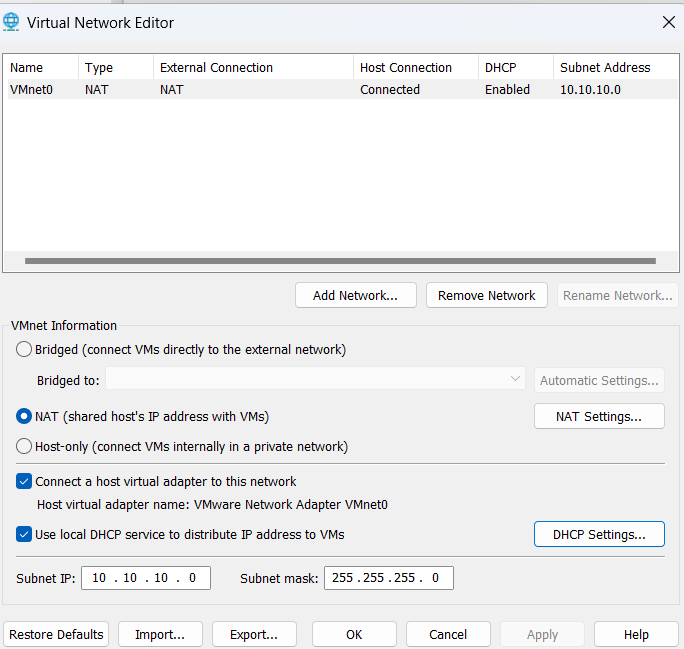 Virtual Network Editor
Name Type External Connection Host Connection DHCP Subnet Address
VMnet0 NAT NAT Connected Enabled 10.10.10.0
Add Network... Remove Network Rename Network...
VMnet Information
Bridged (connect VMs directly to the external network)
Bridged to: Automatic Settings...
NAT (shared host's IP address with VMs) NAT Settings...
Host-only (connect VMs internally in a private network)
Connect a host virtual adapter to this network
Host virtual adapter name: VMware Network Adapter VMnet0
Use local DHCP service to distribute IP address to VMs DHCP Settings...
Subnet IP: 10 . 10 . 10 . 0 Subnet mask: 255 . 255 . 255 . 0
Restore Defaults Import... Export... OK Cancel Apply Help